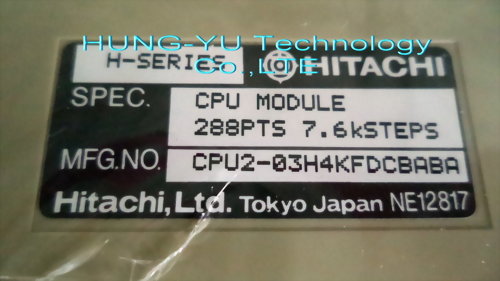 HUNG-YU Technology
Co.,LTE
H-SERIES HITACHI
SPEC. CPU MODULE
288PTS 7.6kSTEPS
MFG.NO. CPU2-03H4KFDCBABA
Hitachi,Ltd. Tokyo Japan NE12817